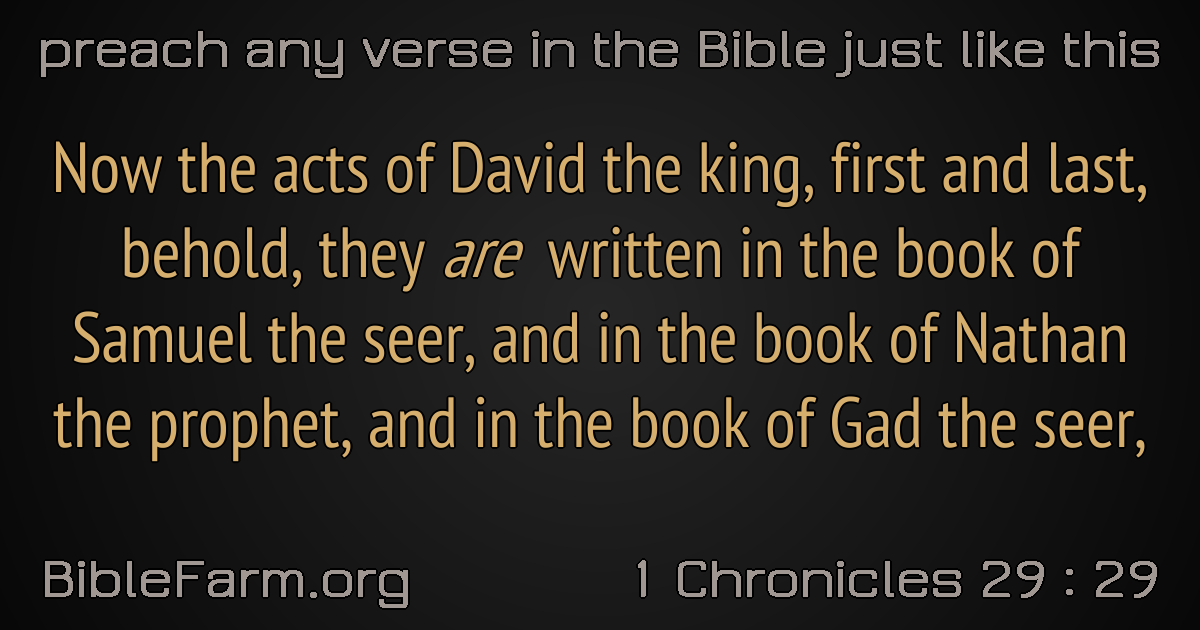 preach any verse in the Bible just like this
Now the acts of David the king, first and last,
behold, they are written in the book of
Samuel the seer, and in the book of Nathan
the prophet, and in the book of Gad the seer,
BibleFarm.org
1 Chronicles 29 : 29